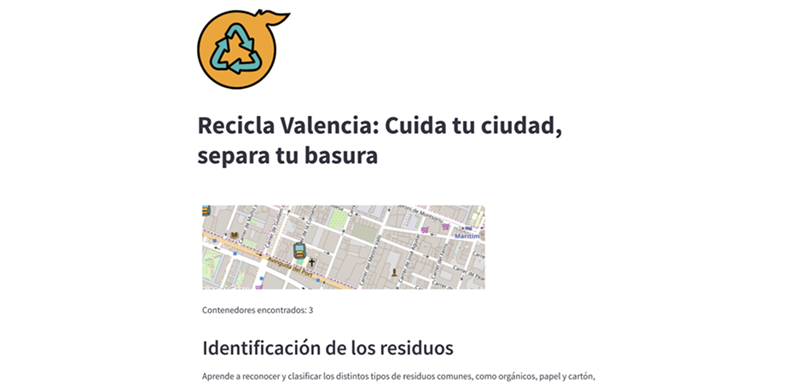 Recicla Valencia: Cuida tu ciudad,
separa tu basura
Avinguda del Port
Marítim
Contenedores encontrados: 3
Identificación de los residuos
Aprende a reconocer y clasificar los distintos tipos de residuos comunes, como orgánicos, papel y cartón,